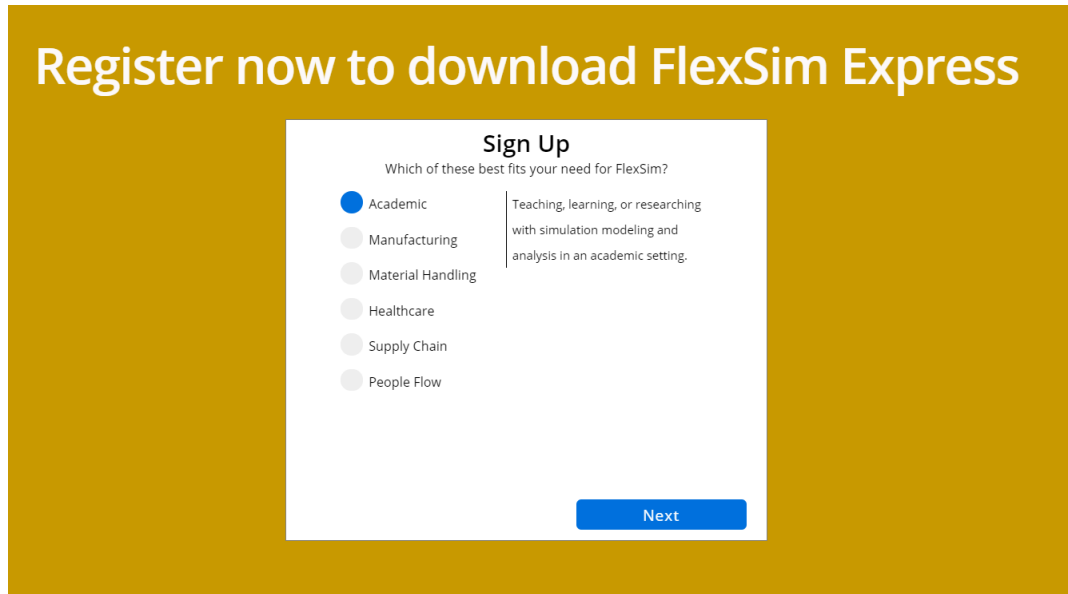 Register now to download FlexSim Express
Sign Up
Which of these best fits your need for FlexSim?
Academic
Manufacturing
Material Handling
Healthcare
Supply Chain
People Flow
Teaching, learning, or researching
with simulation modeling and
analysis in an academic setting.
Next